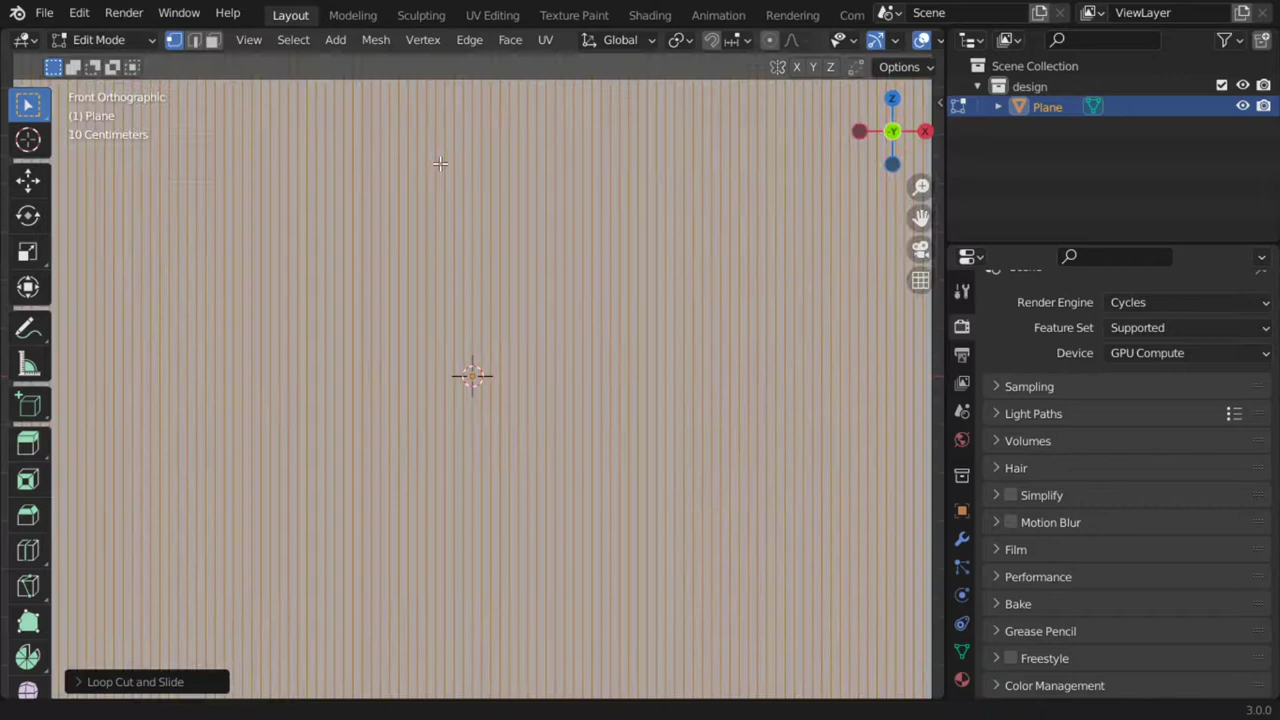 File Edit Render Window Help Layout Modeling Sculpting UV Editing Texture Paint Shading Animation Rendering Com Scene ViewLayer
Edit Mode View Select Add Mesh Vertex Edge Face UV Global
X Y Z Options
Scene Collection
design
Plane
Front Orthographic
(1) Plane
10 Centimeters
Z
-Y X
Render Engine Cycles
Feature Set Supported
Device GPU Compute
Sampling
Light Paths
Volumes
Hair
Simplify
Motion Blur
Film
Performance
Bake
Grease Pencil
Freestyle
Color Management
Loop Cut and Slide
3.0.0